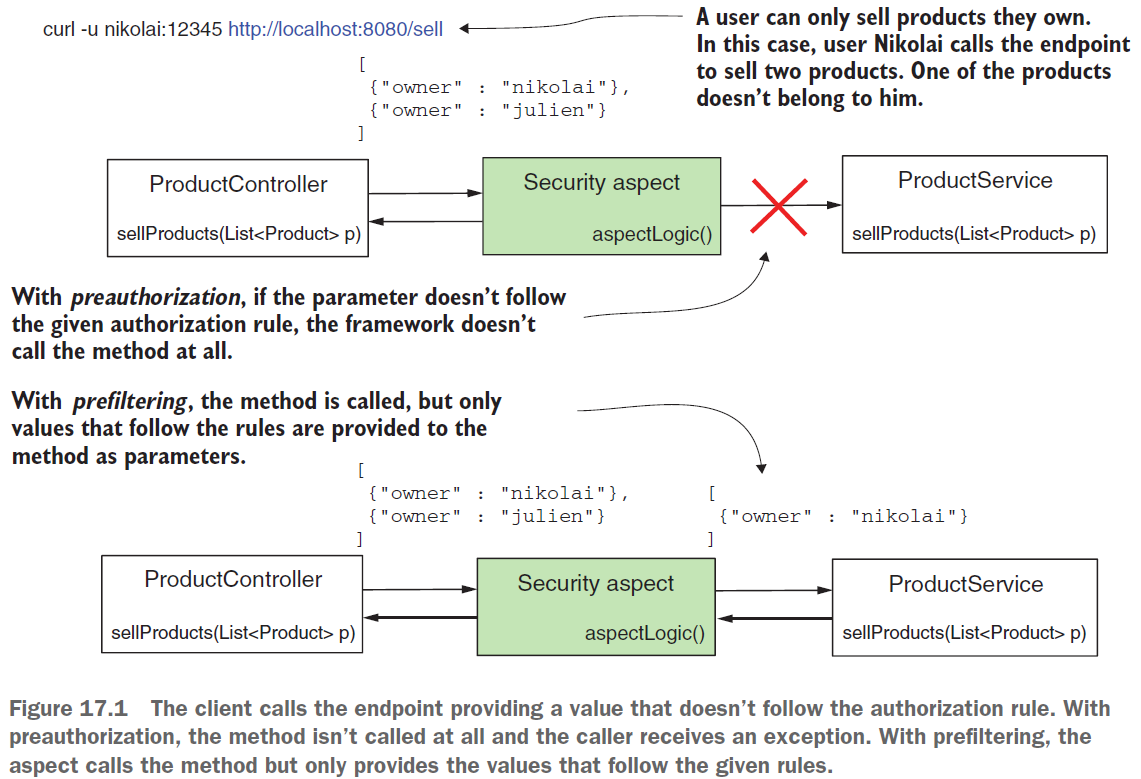 curl -u nikolai:12345 http://localhost:8080/sell
A user can only sell products they own.
In this case, user Nikolai calls the endpoint
to sell two products. One of the products
doesn’t belong to him.
[
{"owner" : "nikolai"},
{"owner" : "julien"}
]
ProductController
sellProducts(List<Product> p)
Security aspect
aspectLogic()
ProductService
sellProducts(List<Product> p)
With preauthorization, if the parameter doesn’t follow
the given authorization rule, the framework doesn’t
call the method at all.
With prefiltering, the method is called, but only
values that follow the rules are provided to the
method as parameters.
[
{"owner" : "nikolai"},
{"owner" : "julien"}
]
[
{"owner" : "nikolai"}
]
ProductController
sellProducts(List<Product> p)
Security aspect
aspectLogic()
ProductService
sellProducts(List<Product> p)
Figure 17.1 The client calls the endpoint providing a value that doesn’t follow the authorization rule. With
preauthorization, the method isn’t called at all and the caller receives an exception. With prefiltering, the
aspect calls the method but only provides the values that follow the given rules.